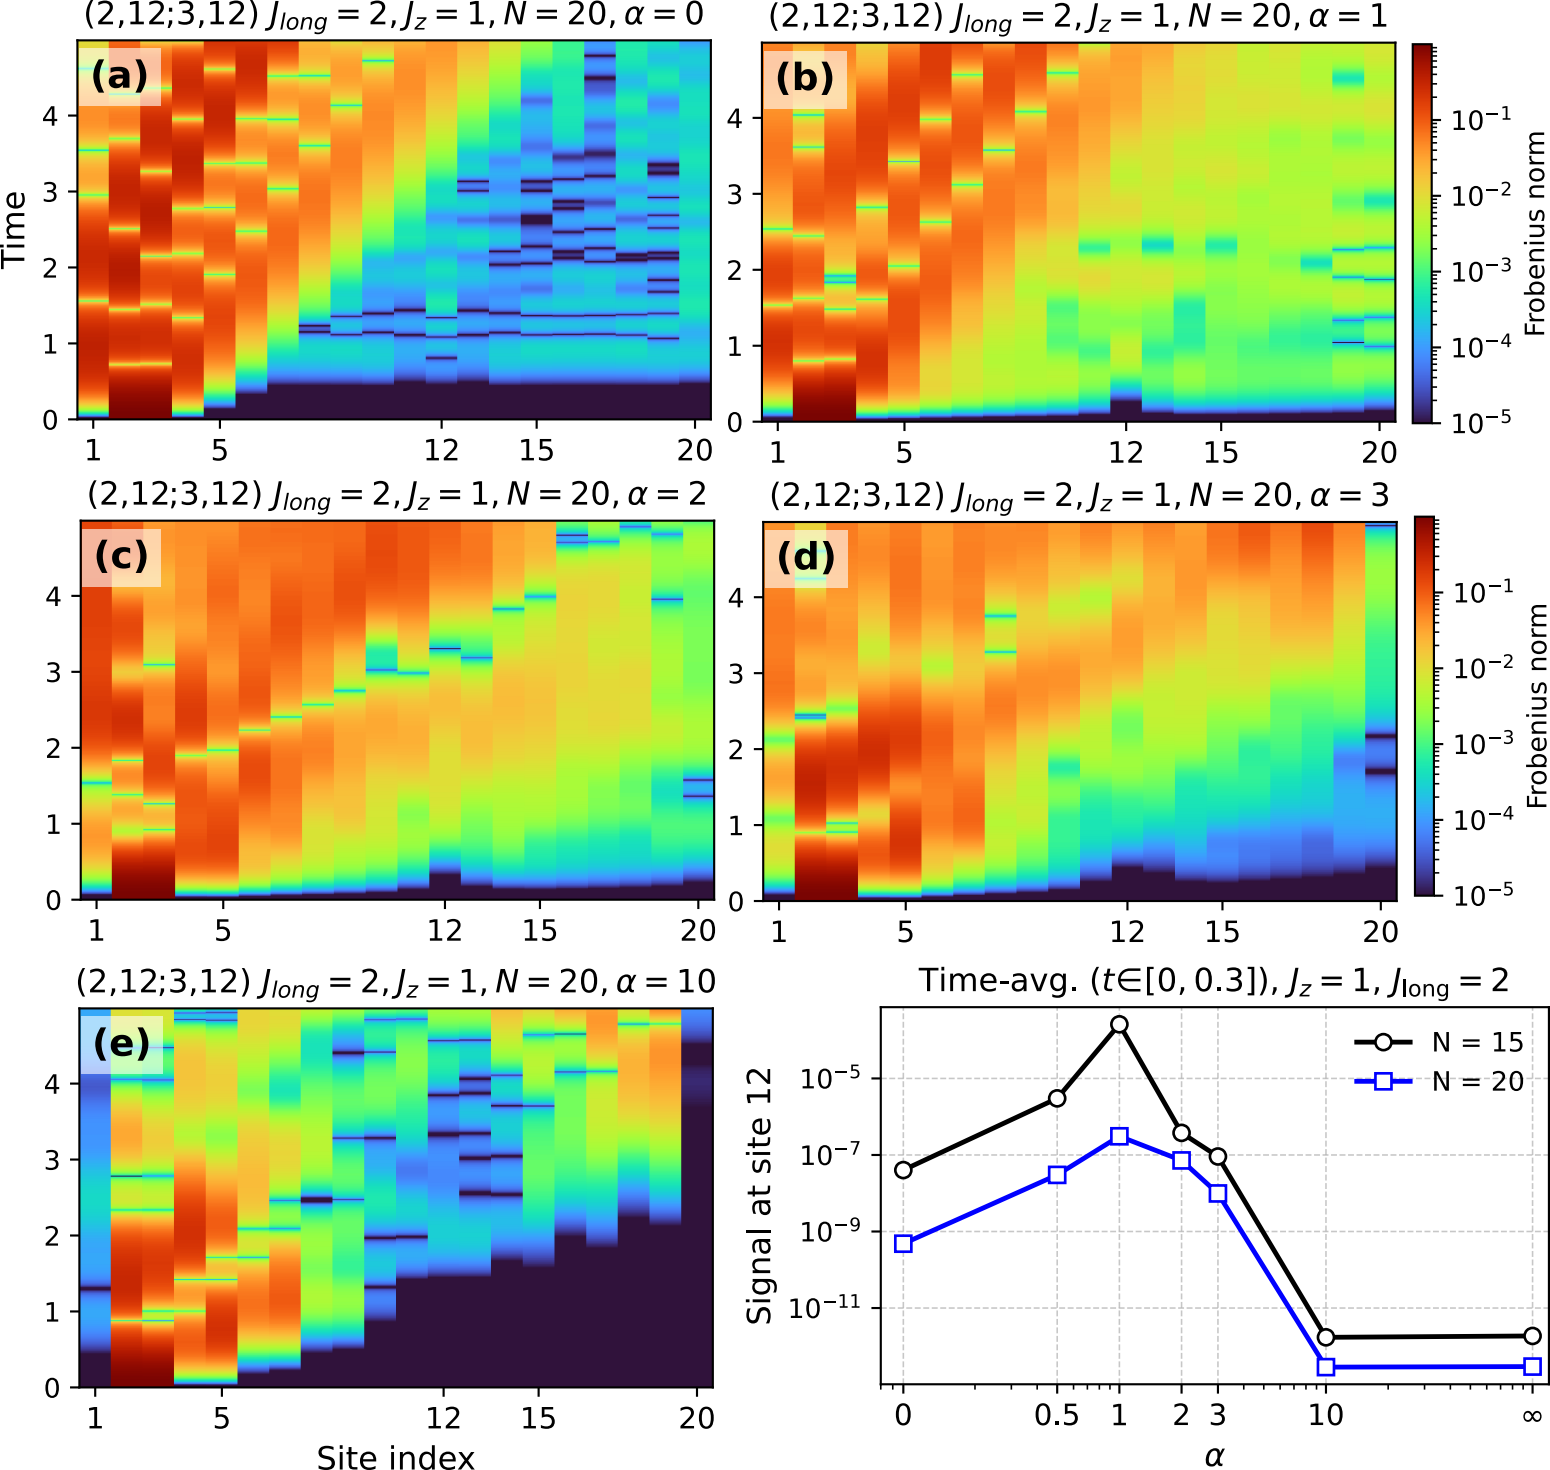 (2,12;3,12) J_long = 2, J_z = 1, N = 20, α = 0
(a)
Time
4
3
2
1
0
1 5 12 15 20
(2,12;3,12) J_long = 2, J_z = 1, N = 20, α = 1
(b)
4
3
2
1
0
1 5 12 15 20
10⁻¹
10⁻²
10⁻³
10⁻⁴
10⁻⁵
Frobenius norm
(2,12;3,12) J_long = 2, J_z = 1, N = 20, α = 2
(c)
4
3
2
1
0
1 5 12 15 20
(2,12;3,12) J_long = 2, J_z = 1, N = 20, α = 3
(d)
4
3
2
1
0
1 5 12 15 20
10⁻¹
10⁻²
10⁻³
10⁻⁴
10⁻⁵
Frobenius norm
(2,12;3,12) J_long = 2, J_z = 1, N = 20, α = 10
(e)
4
3
2
1
0
1 5 12 15 20
Site index
Time-avg. (t∈[0, 0.3]), J_z = 1, J_long = 2
N = 15
N = 20
Signal at site 12
10⁻⁵
10⁻⁷
10⁻⁹
10⁻¹¹
0 0.5 1 2 3 10 ∞
α